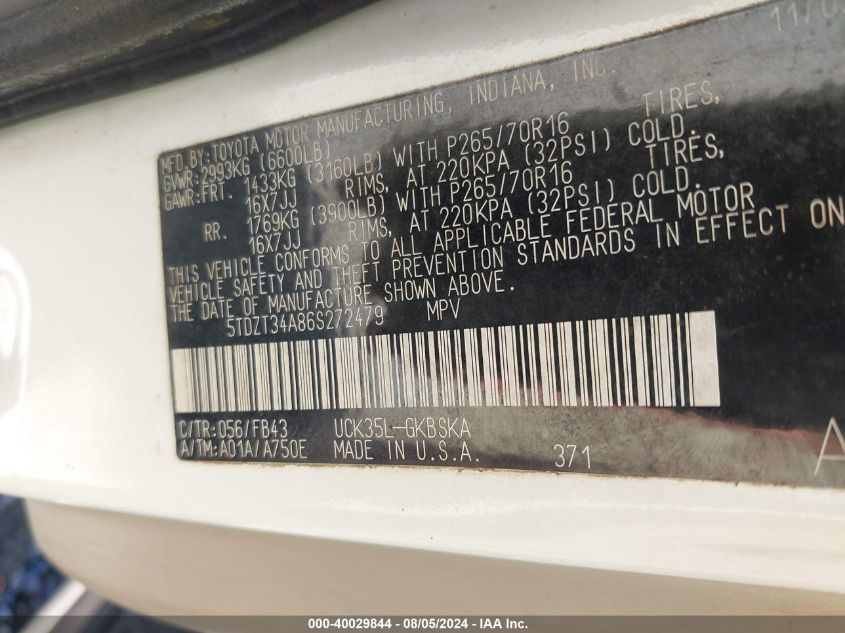 11/0
MFD.BY:TOYOTA MOTOR MANUFACTURING, INDIANA, INC.
GVWR:2993KG (6600LB)
GAWR:FRT. 1433KG (3160LB) WITH P265/70R16 TIRES,
16X7JJ RIMS, AT 220KPA (32PSI) COLD.
RR. 1769KG (3900LB) WITH P265/70R16 TIRES,
16X7JJ RIMS, AT 220KPA (32PSI) COLD.
THIS VEHICLE CONFORMS TO ALL APPLICABLE FEDERAL MOTOR
VEHICLE SAFETY AND THEFT PREVENTION STANDARDS IN EFFECT ON
THE DATE OF MANUFACTURE SHOWN ABOVE.
5TDZT34A86S272479 MPV
C/TR:056/FB43 UCK35L-GKBSKA
A/TM:A01A/A750E MADE IN U.S.A. 371
A
000-40029844 - 08/05/2024 - IAA Inc.